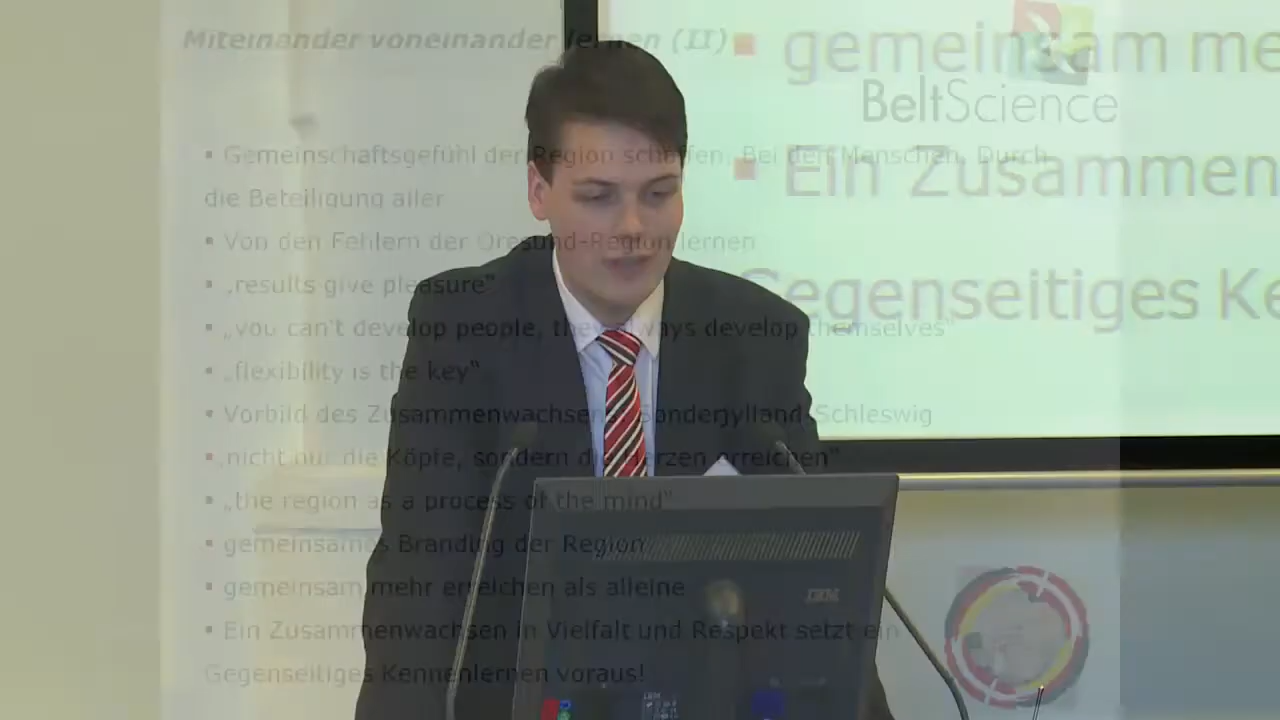 Miteinander voneinander lernen (II)
▪ gemeinsam me
BeltScience
▪ Gemeinschaftsgefühl der Region schaffen. Bei den Menschen. Durch
die Beteiligung aller
▪ Ein Zusammen
▪ Von den Fehlern der Öresund-Region lernen
▪ „results give pleasure“
Gegenseitiges Ke
▪ „you can't develop people, they always develop themselves“
▪ „flexibility is the key“
▪ Vorbild des Zusammenwachsens Sønderjylland/Schleswig
▪ „nicht nur die Köpfe, sondern die Herzen erreichen“
▪ „the region as a process of the mind“
▪ gemeinsames Branding der Region
▪ gemeinsam mehr erreichen als alleine
IBM
▪ Ein Zusammenwachsen in Vielfalt und Respekt setzt ein
Gegenseitiges Kennenlernen voraus!